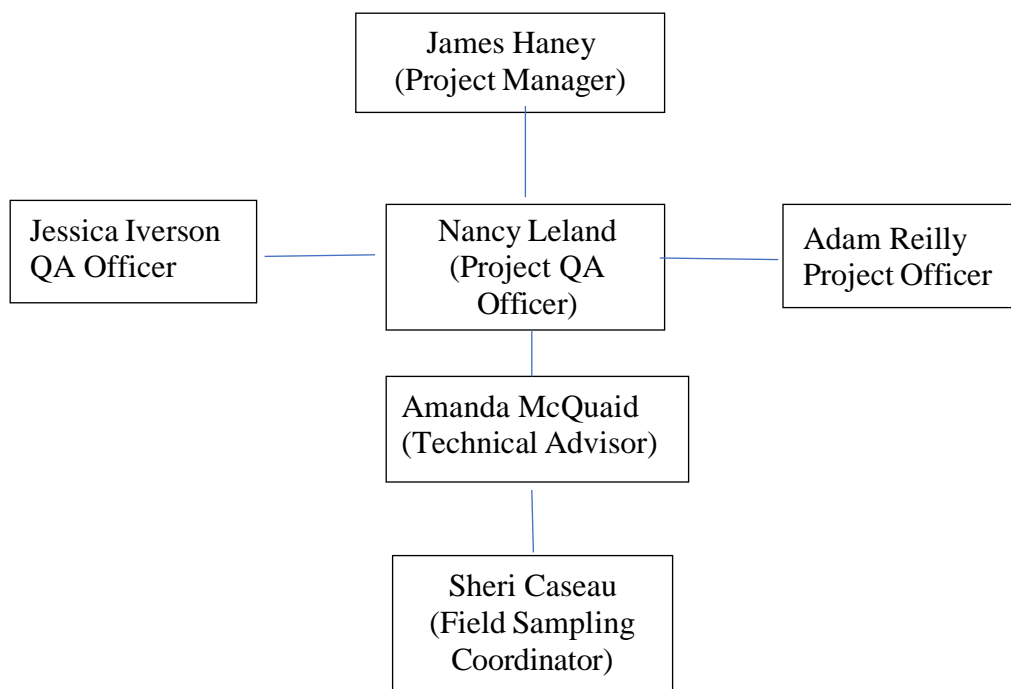 James Haney
(Project Manager)
Jessica Iverson
QA Officer
Nancy Leland
(Project QA
Officer)
Adam Reilly
Project Officer
Amanda McQuaid
(Technical Advisor)
Sheri Caseau
(Field Sampling
Coordinator)